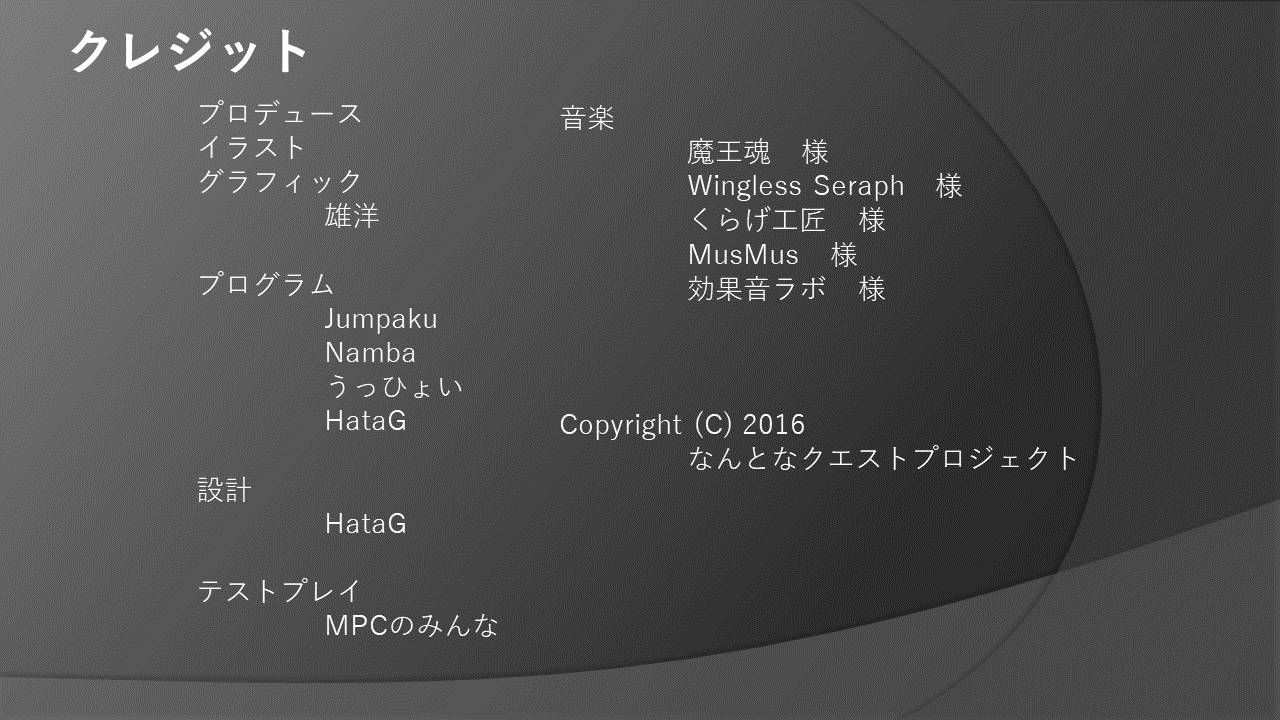 クレジット
プロデュース
イラスト
グラフィック
雄洋
プログラム
Jumpaku
Namba
うっひょい
HataG
設計
HataG
テストプレイ
MPCのみんな
音楽
魔王魂　様
Wingless Seraph　様
くらげ工匠　様
MusMus　様
効果音ラボ　様
Copyright (C) 2016
なんとなクエストプロジェクト